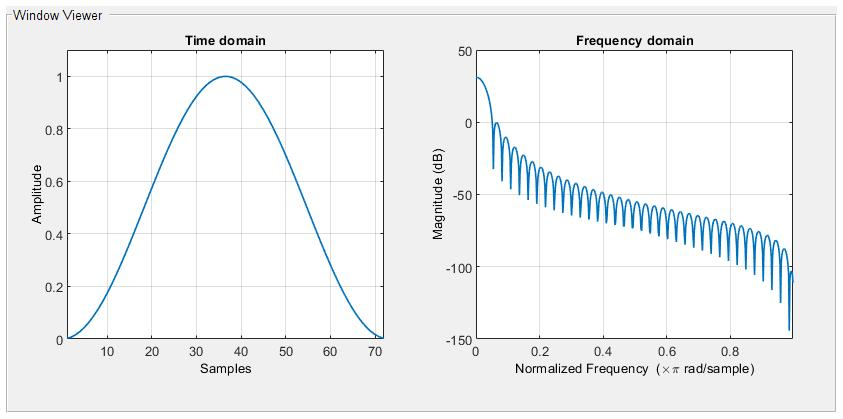 Window Viewer
Time domain
1
0.8
0.6
0.4
0.2
0
10 20 30 40 50 60 70
Amplitude
Samples
Frequency domain
50
0
-50
-100
-150
0 0.2 0.4 0.6 0.8
Magnitude (dB)
Normalized Frequency (×π rad/sample)